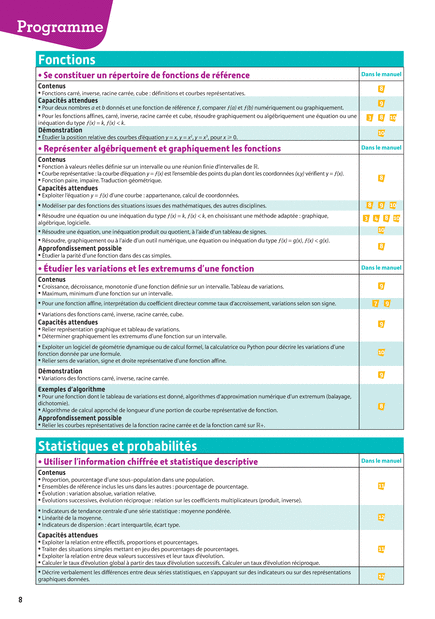 Programme
Fonctions
• Se constituer un répertoire de fonctions de référence
Dans le manuel
Contenus
• Fonctions carré, inverse, racine carrée, cube : définitions et courbes représentatives.
Capacités attendues
• Pour deux nombres a et b donnés et une fonction de référence f, comparer f(a) et f(b) numériquement ou graphiquement.
• Pour les fonctions affines, carré, inverse, racine carrée et cube, résoudre graphiquement ou algébriquement une équation ou une
inéquation du type f(x) = k, f(x) < k.
Démonstration
• Étudier la position relative des courbes d'équation y = x, y = x², y = x³, pour x ⩾ 0.
• Représenter algébriquement et graphiquement les fonctions
Dans le manuel
Contenus
• Fonction à valeurs réelles définie sur un intervalle ou une réunion finie d'intervalles de ℝ.
• Courbe représentative : la courbe d'équation y = f(x) est l'ensemble des points du plan dont les coordonnées (x,y) vérifient y = f(x).
• Fonction paire, impaire. Traduction géométrique.
Capacités attendues
• Exploiter l'équation y = f(x) d'une courbe : appartenance, calcul de coordonnées.
• Modéliser par des fonctions des situations issues des mathématiques, des autres disciplines.
• Résoudre une équation ou une inéquation du type f(x) = k, f(x) < k, en choisissant une méthode adaptée : graphique,
algébrique, logicielle.
• Résoudre une équation, une inéquation produit ou quotient, à l'aide d'un tableau de signes.
• Résoudre, graphiquement ou à l'aide d'un outil numérique, une équation ou inéquation du type f(x) = g(x), f(x) < g(x).
Approfondissement possible
• Étudier la parité d'une fonction dans des cas simples.
• Étudier les variations et les extremums d'une fonction
Dans le manuel
Contenus
• Croissance, décroissance, monotonie d'une fonction définie sur un intervalle. Tableau de variations.
• Maximum, minimum d'une fonction sur un intervalle.
• Pour une fonction affine, interprétation du coefficient directeur comme taux d'accroissement, variations selon son signe.
• Variations des fonctions carré, inverse, racine carrée, cube.
Capacités attendues
• Relier représentation graphique et tableau de variations.
• Déterminer graphiquement les extremums d'une fonction sur un intervalle.
• Exploiter un logiciel de géométrie dynamique ou de calcul formel, la calculatrice ou Python pour décrire les variations d'une
fonction donnée par une formule.
• Relier sens de variation, signe et droite représentative d'une fonction affine.
Démonstration
• Variations des fonctions carré, inverse, racine carrée.
Exemples d'algorithme
• Pour une fonction dont le tableau de variations est donné, algorithmes d'approximation numérique d'un extremum (balayage,
dichotomie).
• Algorithme de calcul approché de longueur d'une portion de courbe représentative de fonction.
Approfondissement possible
• Relier les courbes représentatives de la fonction racine carrée et de la fonction carré sur ℝ+.
Statistiques et probabilités
• Utiliser l'information chiffrée et statistique descriptive
Dans le manuel
Contenus
• Proportion, pourcentage d'une sous-population dans une population.
• Ensembles de référence inclus les uns dans les autres : pourcentage de pourcentage.
• Évolution : variation absolue, variation relative.
• Évolutions successives, évolution réciproque : relation sur les coefficients multiplicateurs (produit, inverse).
• Indicateurs de tendance centrale d'une série statistique : moyenne pondérée.
• Linéarité de la moyenne.
• Indicateurs de dispersion : écart interquartile, écart type.
Capacités attendues
• Exploiter la relation entre effectifs, proportions et pourcentages.
• Traiter des situations simples mettant en jeu des pourcentages de pourcentages.
• Exploiter la relation entre deux valeurs successives et leur taux d'évolution.
• Calculer le taux d'évolution global à partir des taux d'évolution successifs. Calculer un taux d'évolution réciproque.
• Décrire verbalement les différences entre deux séries statistiques, en s'appuyant sur des indicateurs ou sur des représentations
graphiques données.
8